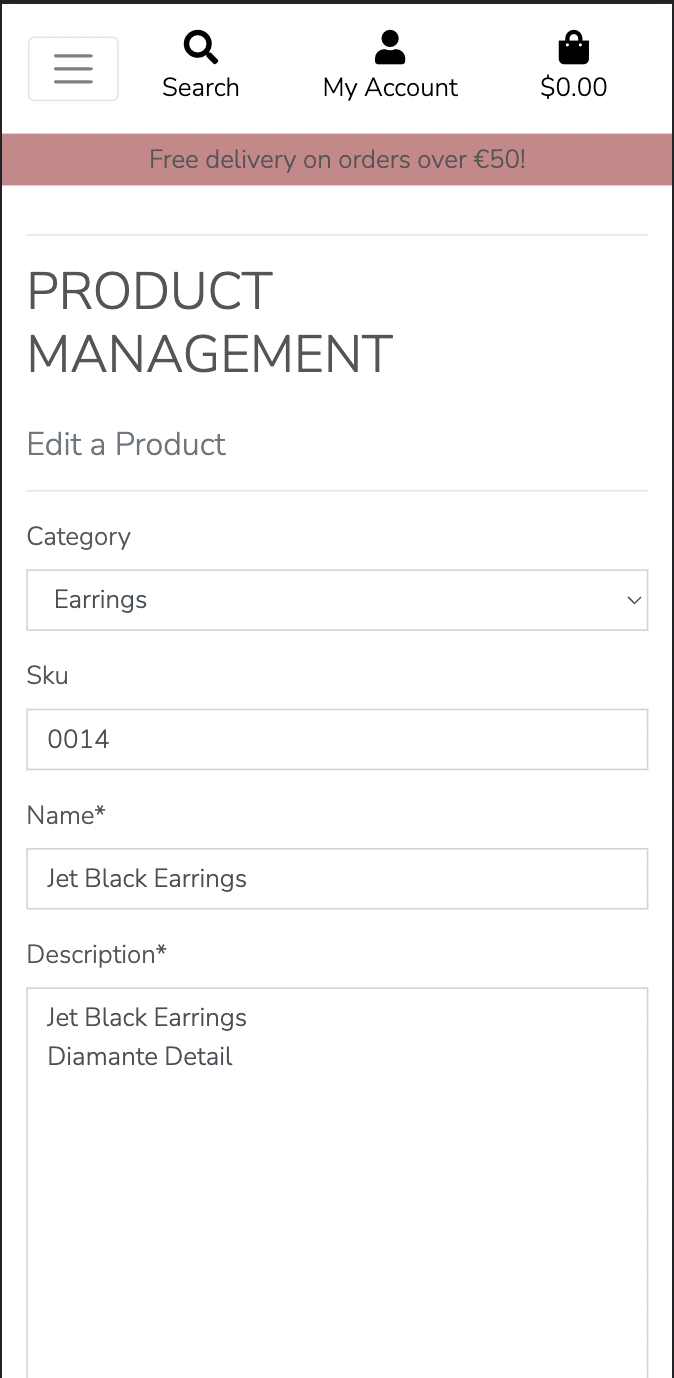 Search
My Account
$0.00
Free delivery on orders over €50!
PRODUCT
MANAGEMENT
Edit a Product
Category
Earrings
Sku
0014
Name*
Jet Black Earrings
Description*
Jet Black Earrings
Diamante Detail